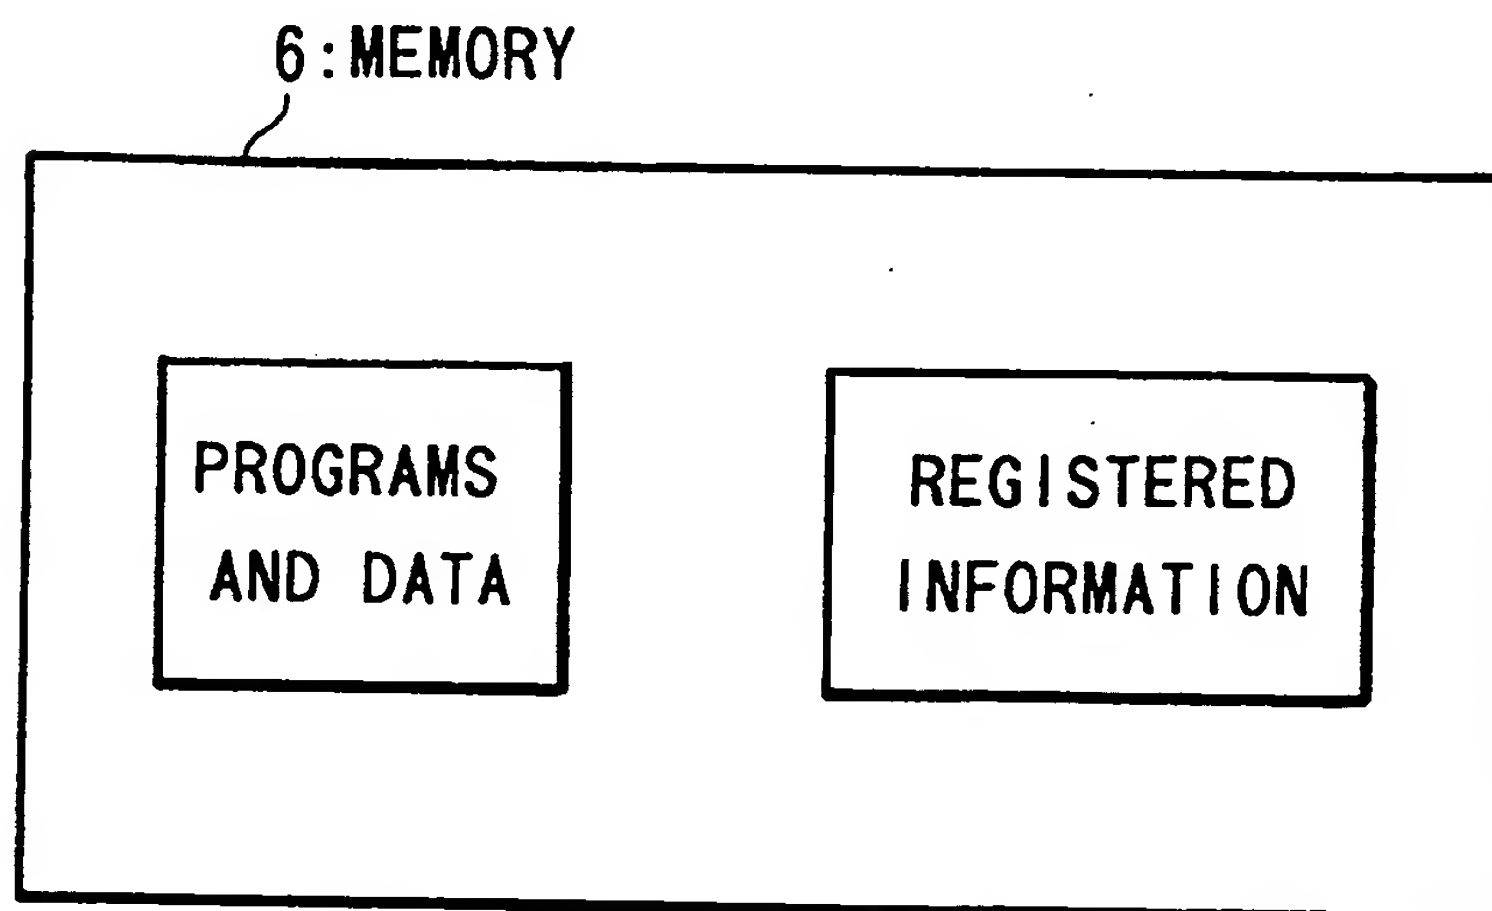 6:MEMORY
PROGRAMS
AND DATA
REGISTERED
INFORMATION